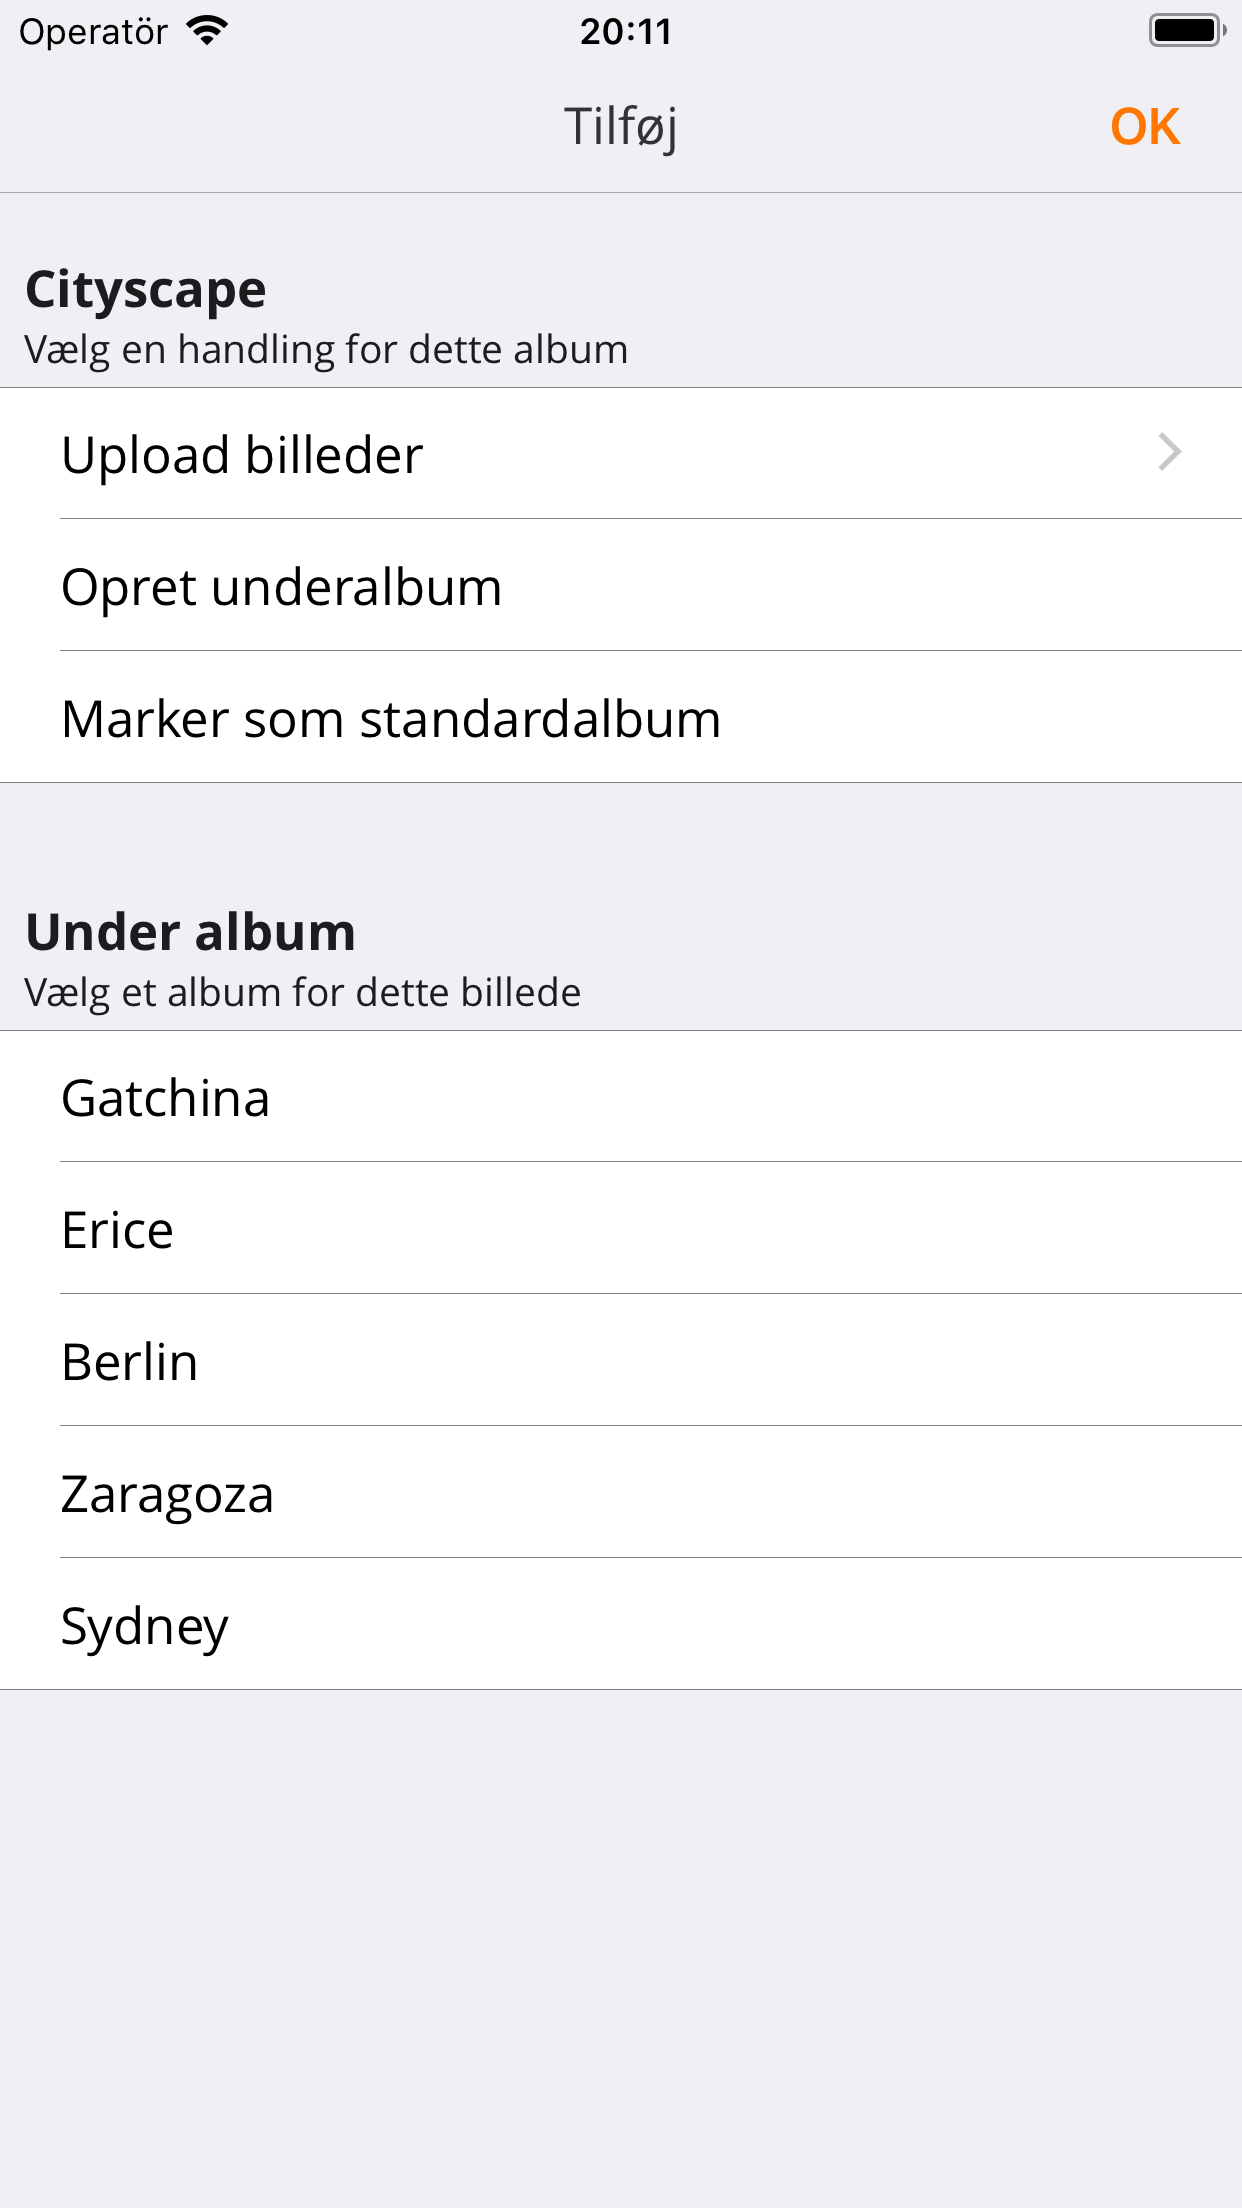 Operatör 20:11
Tilføj OK
Cityscape
Vælg en handling for dette album
Upload billeder
Opret underalbum
Marker som standardalbum
Under album
Vælg et album for dette billede
Gatchina
Erice
Berlin
Zaragoza
Sydney